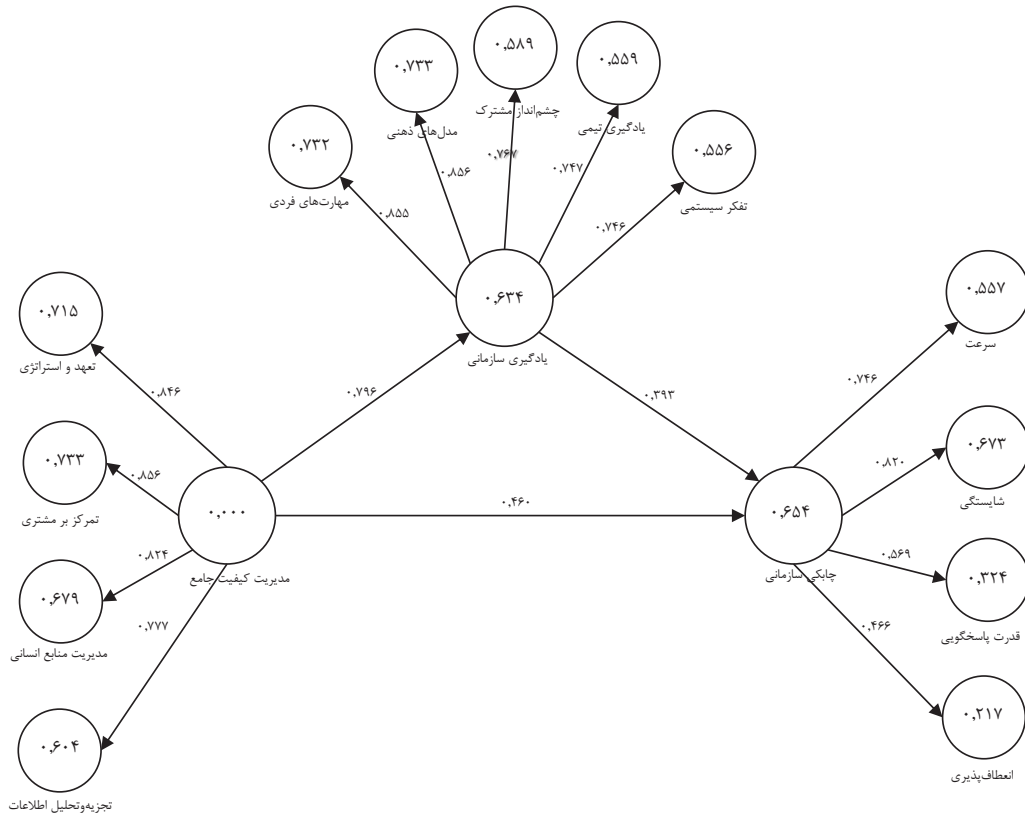 ۰,۵۸۹
چشم‌انداز مشترک
۰,۵۵۹
یادگیری تیمی
۰,۷۳۳
مدل‌های ذهنی
۰,۷۳۲
مهارت‌های فردی
۰,۵۵۶
تفکر سیستمی
۰,۸۵۵
۰,۸۵۶
۰,۷۶۷
۰,۷۴۷
۰,۷۴۶
۰,۶۳۴
یادگیری سازمانی
۰,۷۱۵
تعهد و استراتژی
۰,۸۴۶
۰,۷۹۶
۰,۳۹۳
۰,۷۴۶
۰,۵۵۷
سرعت
۰,۷۳۳
تمرکز بر مشتری
۰,۸۵۶
۰,۸۲۰
۰,۶۷۳
شایستگی
۰,۰۰۰
مدیریت کیفیت جامع
۰,۴۶۰
۰,۶۵۴
چابکی سازمانی
۰,۸۲۴
۰,۶۷۹
مدیریت منابع انسانی
۰,۵۶۹
۰,۳۲۴
قدرت پاسخگویی
۰,۷۷۷
۰,۴۶۶
۰,۶۰۴
تجزیه‌وتحلیل اطلاعات
۰,۲۱۷
انعطاف‌پذیری